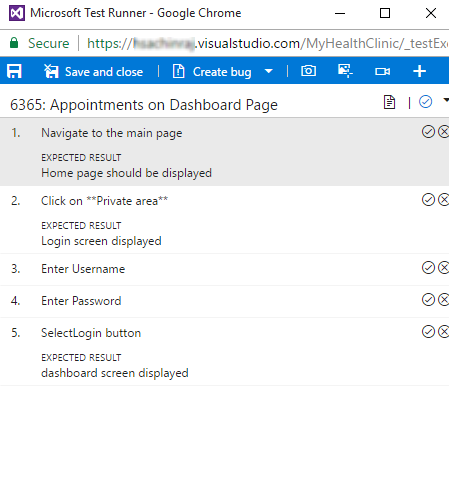 Microsoft Test Runner - Google Chrome
Secure https://.visualstudio.com/MyHealthClinic/_testExe
Save and close Create bug
6365: Appointments on Dashboard Page
1. Navigate to the main page
EXPECTED RESULT
Home page should be displayed
2. Click on **Private area**
EXPECTED RESULT
Login screen displayed
3. Enter Username
4. Enter Password
5. SelectLogin button
EXPECTED RESULT
dashboard screen displayed